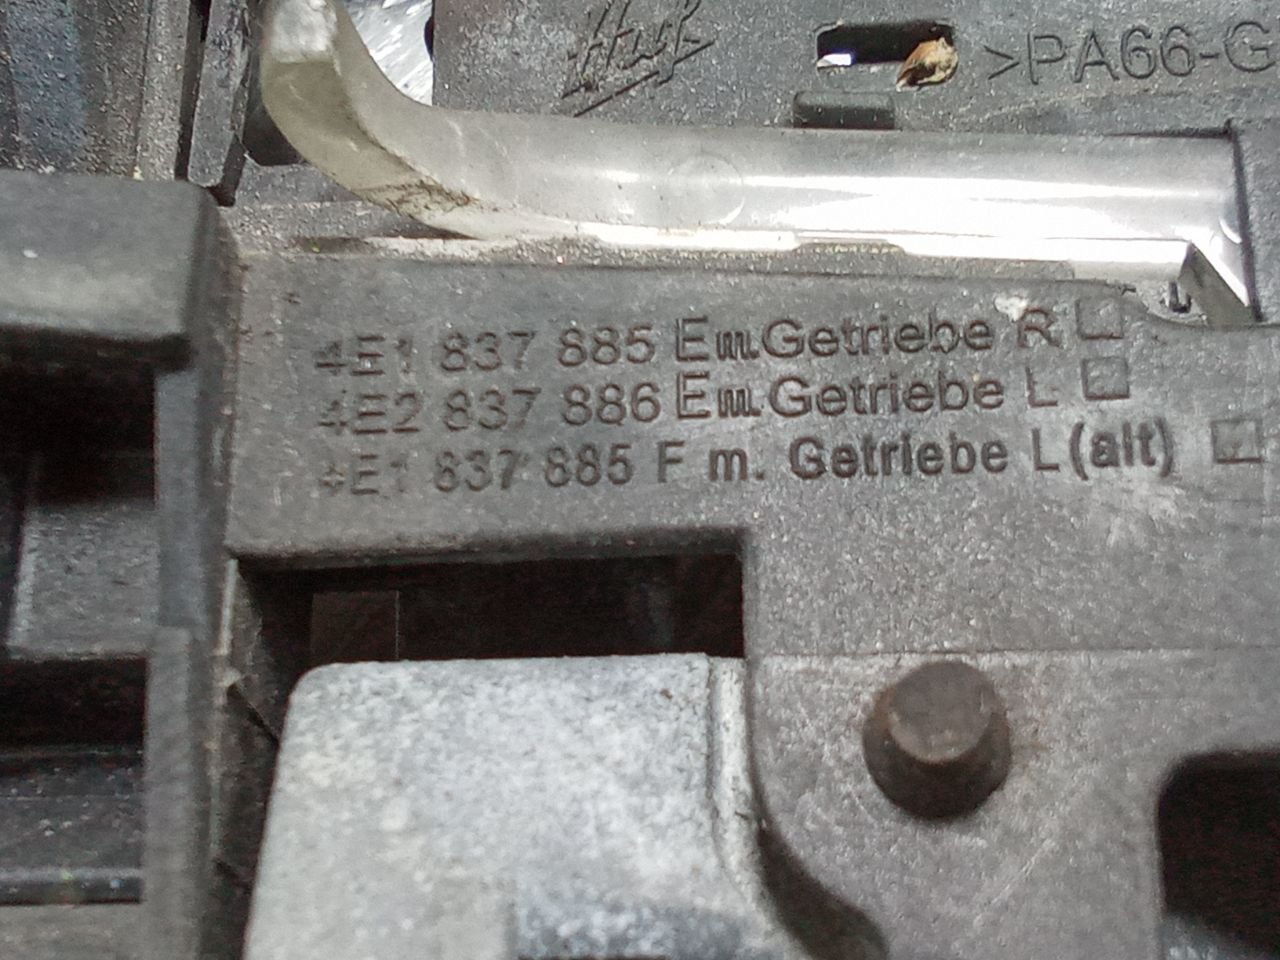 Huf
>PA66-G
4E1 837 885 E m.Getriebe R
4E2 837 886 E m.Getriebe L
4E1 837 885 F m. Getriebe L (alt)